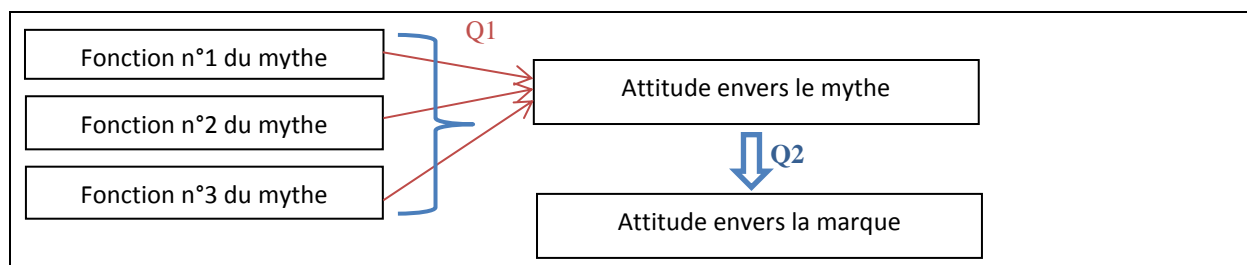 Q1
Fonction n°1 du mythe
Fonction n°2 du mythe
Fonction n°3 du mythe
Attitude envers le mythe
Q2
Attitude envers la marque